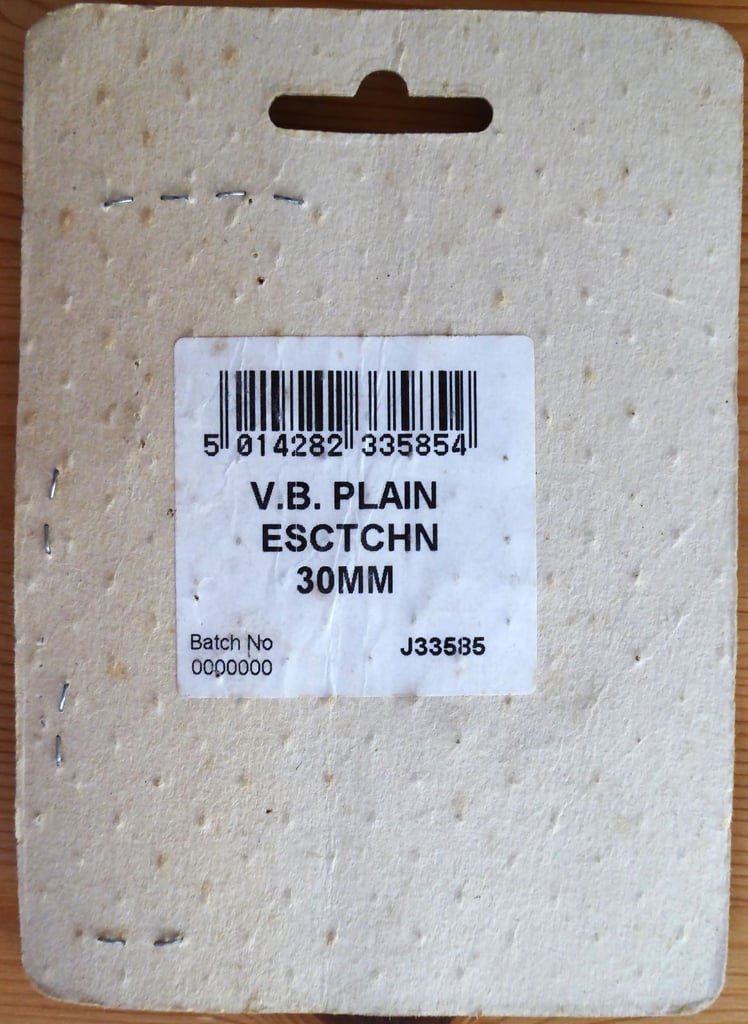 5 014282 335854
V.B. PLAIN
ESCTCHN
30MM
Batch No
0000000
J33585